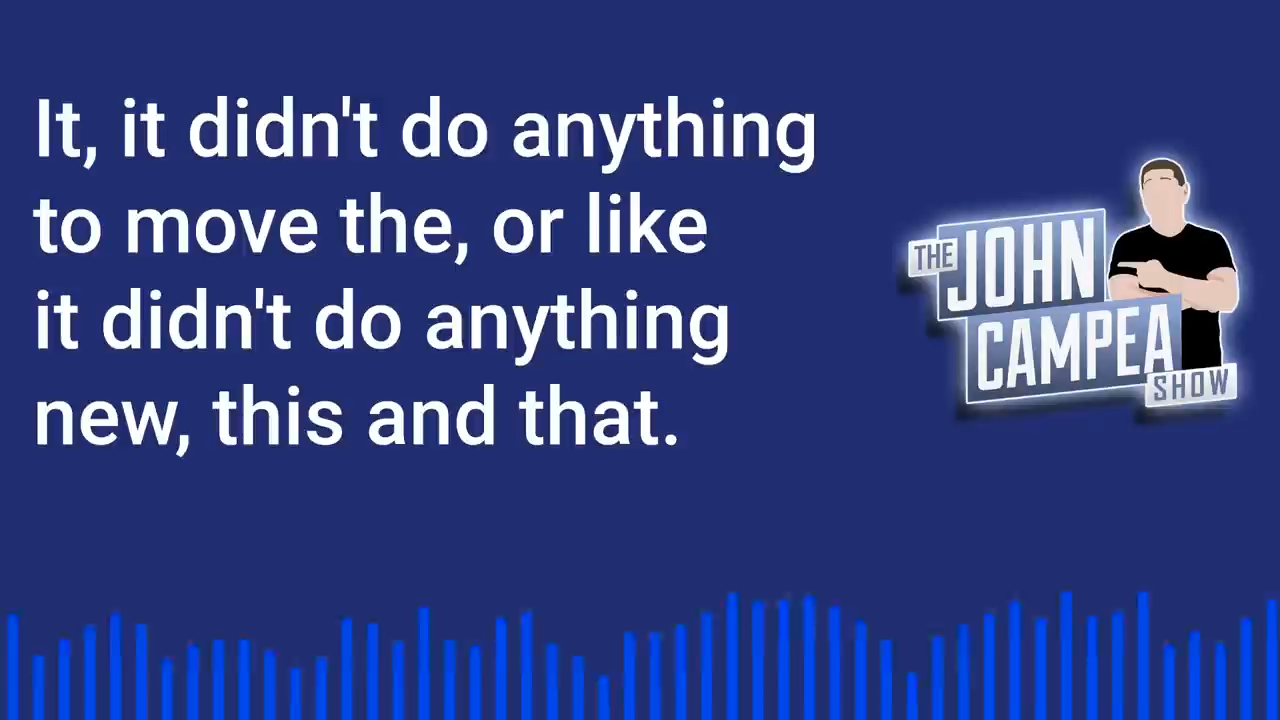 It, it didn't do anything
to move the, or like
it didn't do anything
new, this and that.
THE
JOHN
CAMPEA
SHOW